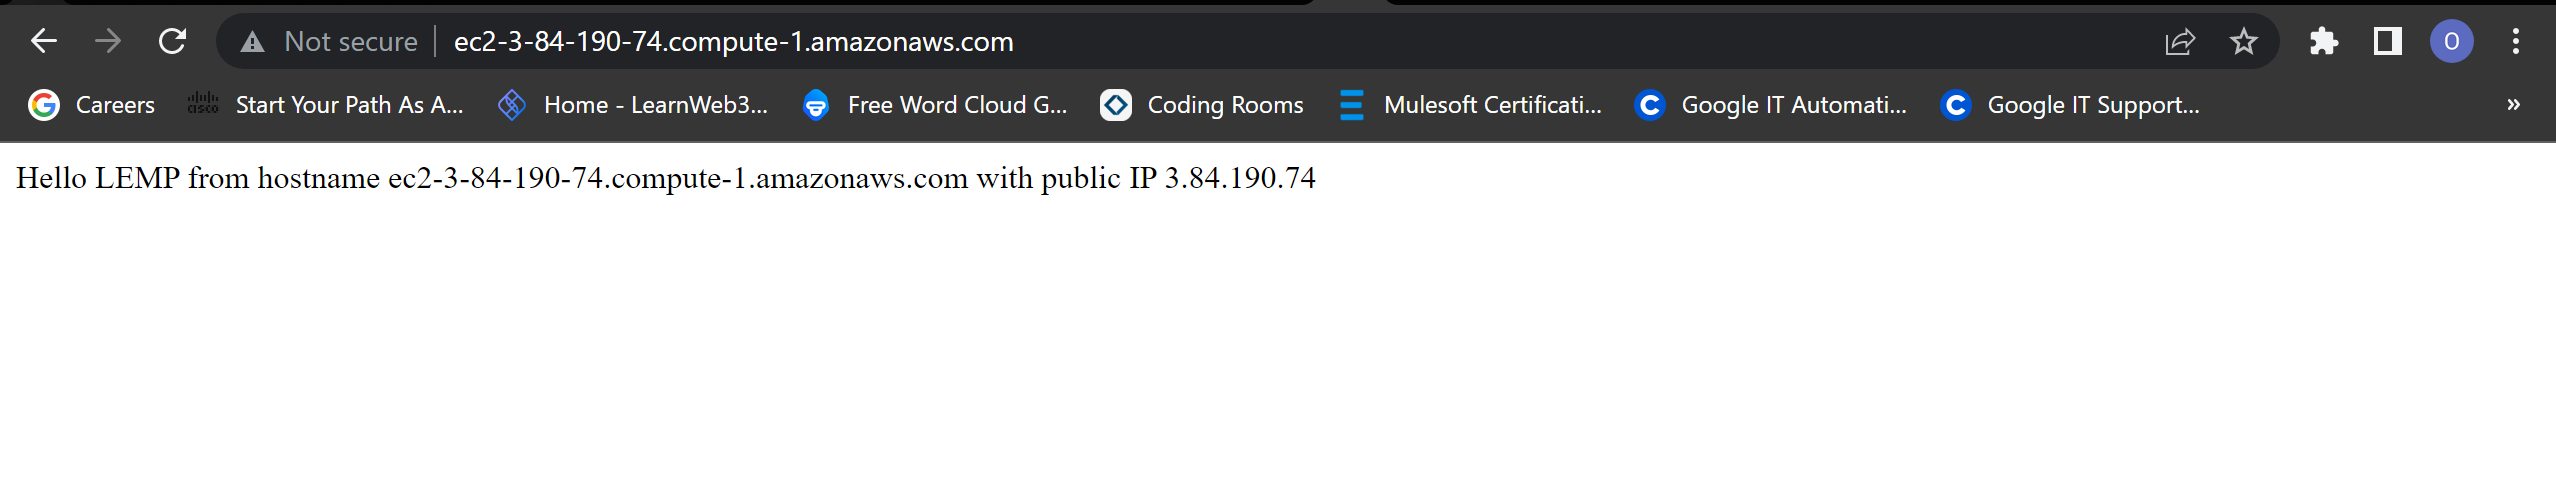 Not secure ec2-3-84-190-74.compute-1.amazonaws.com O
Careers cisco Start Your Path As A... Home - LearnWeb3... Free Word Cloud G... Coding Rooms Mulesoft Certificati... Google IT Automati... Google IT Support... »
Hello LEMP from hostname ec2-3-84-190-74.compute-1.amazonaws.com with public IP 3.84.190.74